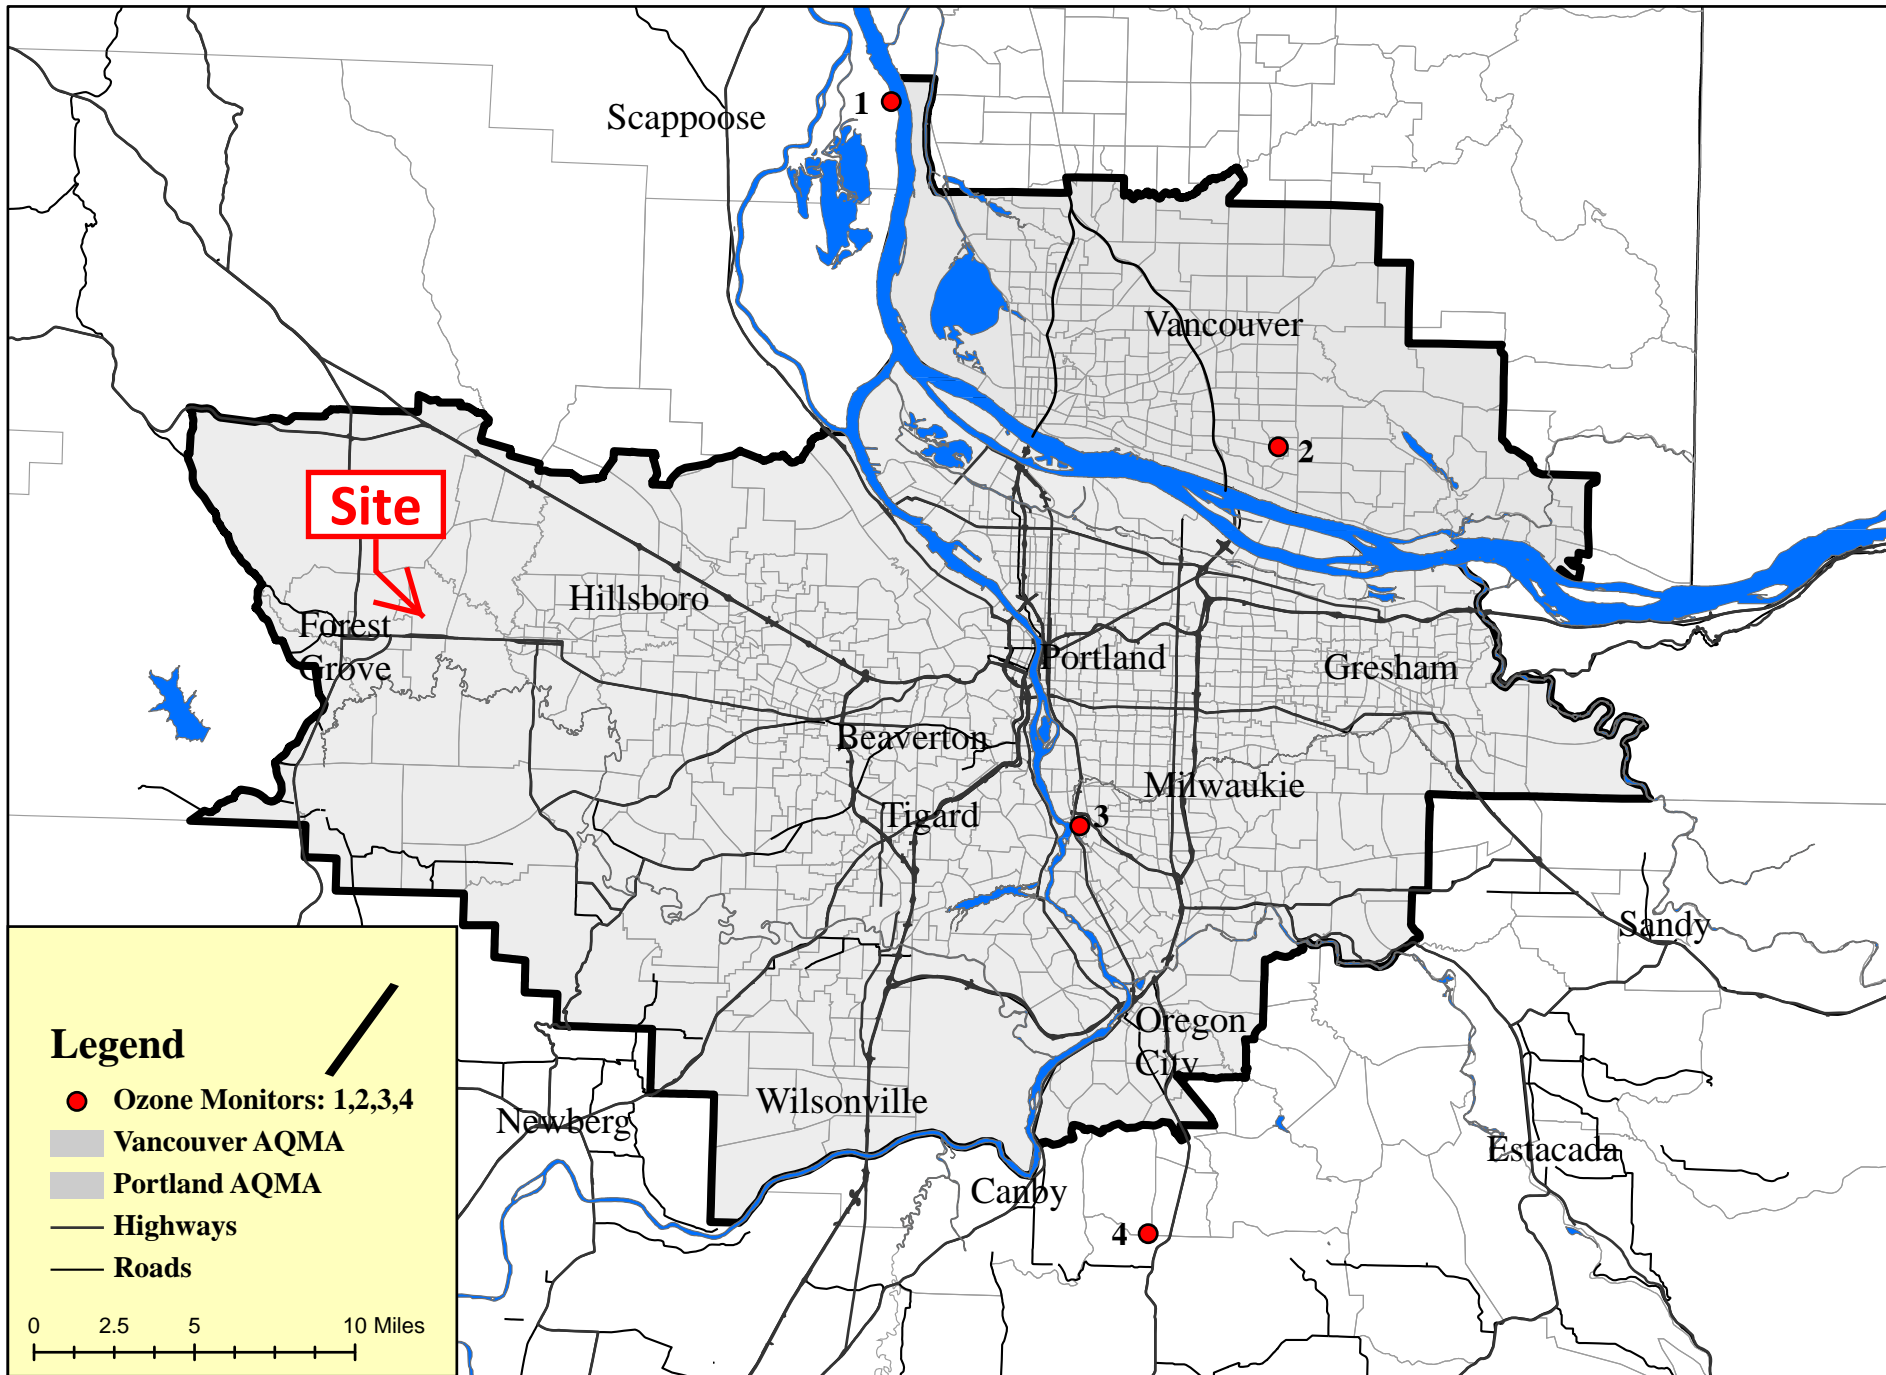 Scappoose
1
Vancouver
2
Site
Hillsboro
Forest
Grove
Portland
Gresham
Beaverton
Milwaukie
Tigard
3
Sandy
Oregon
City
Wilsonville
Newberg
Estacada
Canby
4
Legend
Ozone Monitors: 1,2,3,4
Vancouver AQMA
Portland AQMA
Highways
Roads
0 2.5 5 10 Miles